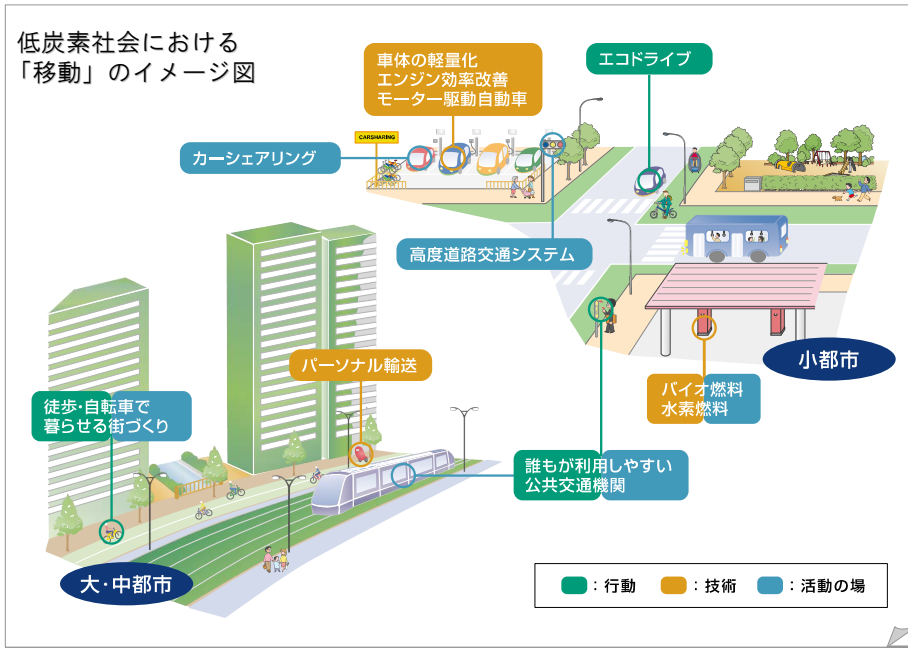 低炭素社会における
「移動」のイメージ図
車体の軽量化
エンジン効率改善
モーター駆動自動車
エコドライブ
CARSHARING
カーシェアリング
高度道路交通システム
小都市
パーソナル輸送
バイオ燃料
水素燃料
徒歩・自転車で
暮らせる街づくり
誰もが利用しやすい
公共交通機関
大・中都市
：行動 ：技術 ：活動の場